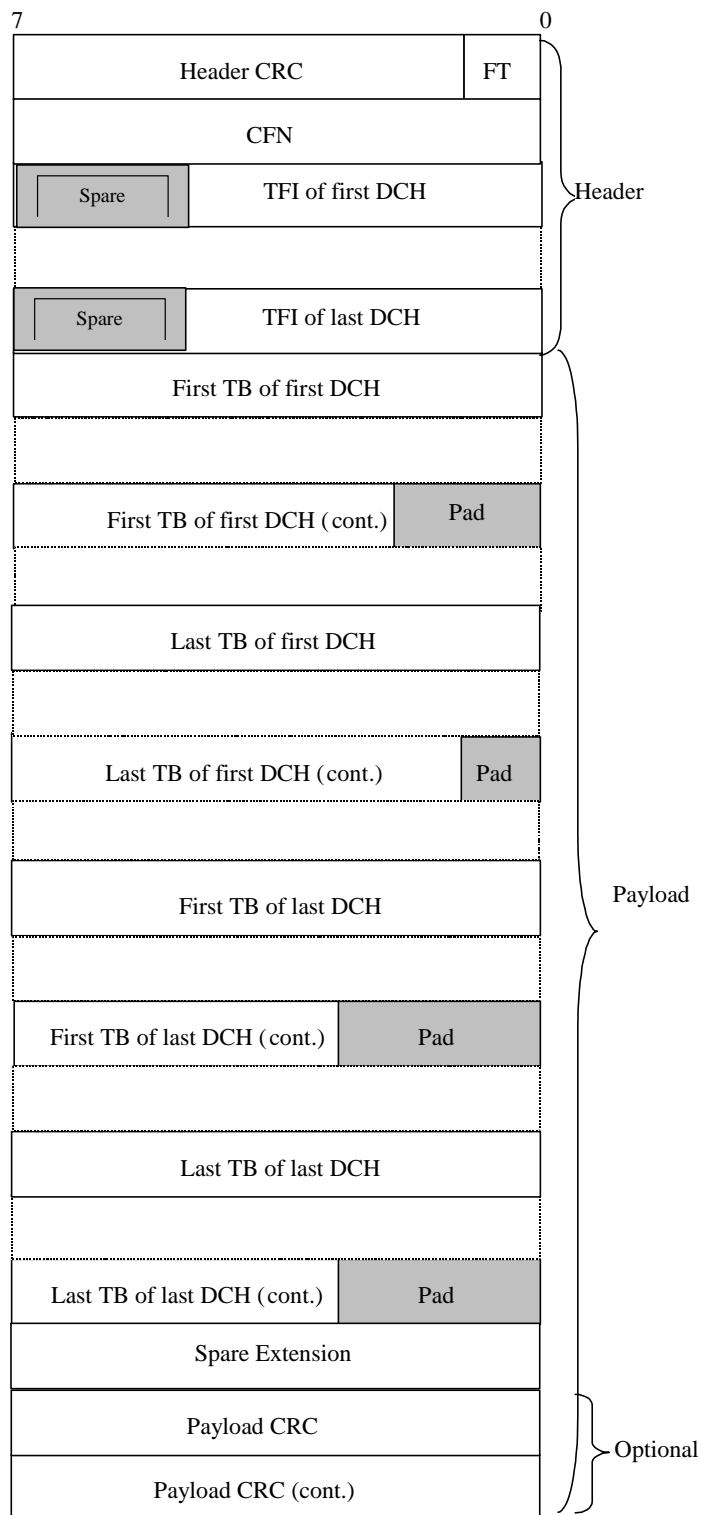 7 0
Header CRC FT
CFN
Spare TFI of first DCH Header
Spare TFI of last DCH
First TB of first DCH
First TB of first DCH (cont.) Pad
Last TB of first DCH
Last TB of first DCH (cont.) Pad
First TB of last DCH Payload
First TB of last DCH (cont.) Pad
Last TB of last DCH
Last TB of last DCH (cont.) Pad
Spare Extension
Payload CRC
Optional
Payload CRC (cont.)